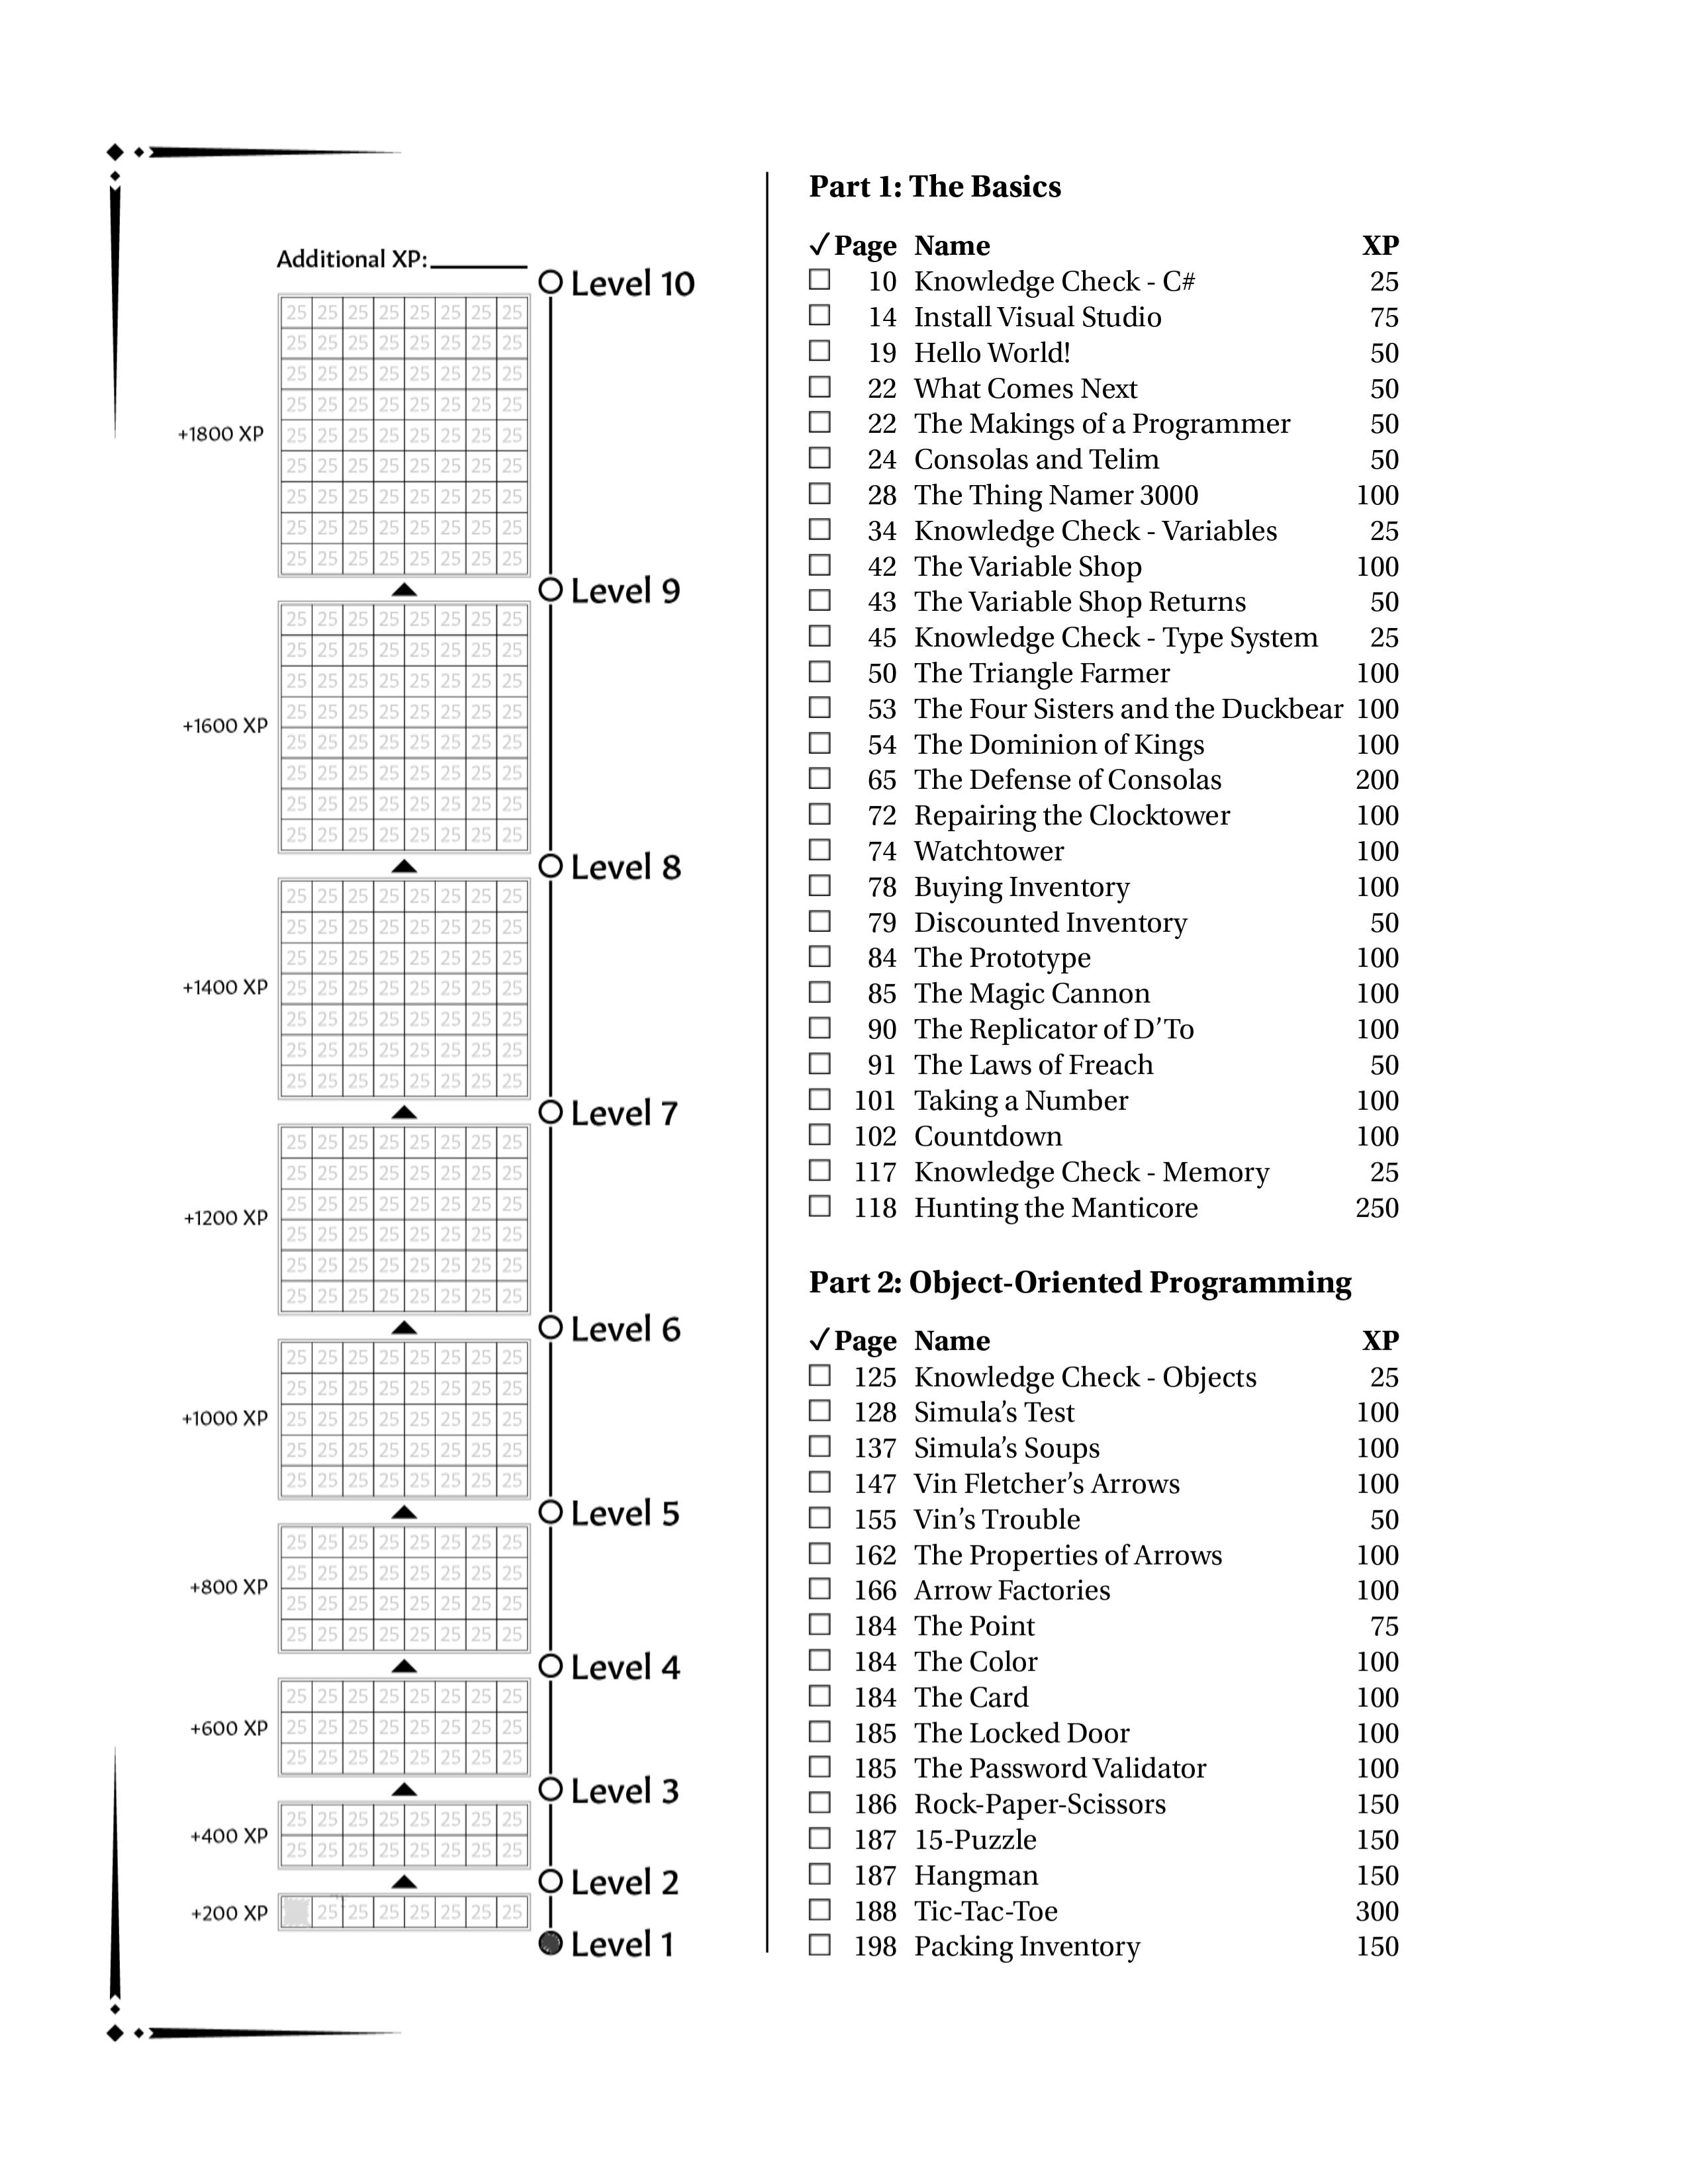 Additional XP:
Level 10
25 25 25 25 25 25 25 25
25 25 25 25 25 25 25 25
25 25 25 25 25 25 25 25
25 25 25 25 25 25 25 25
+1800 XP 25 25 25 25 25 25 25 25
25 25 25 25 25 25 25 25
25 25 25 25 25 25 25 25
25 25 25 25 25 25 25 25
25 25 25 25 25 25 25 25
Level 9
25 25 25 25 25 25 25 25
25 25 25 25 25 25 25 25
25 25 25 25 25 25 25 25
25 25 25 25 25 25 25 25
+1600 XP 25 25 25 25 25 25 25 25
25 25 25 25 25 25 25 25
25 25 25 25 25 25 25 25
25 25 25 25 25 25 25 25
Level 8
25 25 25 25 25 25 25 25
25 25 25 25 25 25 25 25
25 25 25 25 25 25 25 25
+1400 XP 25 25 25 25 25 25 25 25
25 25 25 25 25 25 25 25
25 25 25 25 25 25 25 25
25 25 25 25 25 25 25 25
Level 7
25 25 25 25 25 25 25 25
25 25 25 25 25 25 25 25
25 25 25 25 25 25 25 25
+1200 XP 25 25 25 25 25 25 25 25
25 25 25 25 25 25 25 25
25 25 25 25 25 25 25 25
Level 6
25 25 25 25 25 25 25 25
25 25 25 25 25 25 25 25
+1000 XP 25 25 25 25 25 25 25 25
25 25 25 25 25 25 25 25
25 25 25 25 25 25 25 25
Level 5
25 25 25 25 25 25 25 25
+800 XP 25 25 25 25 25 25 25 25
25 25 25 25 25 25 25 25
25 25 25 25 25 25 25 25
Level 4
25 25 25 25 25 25 25 25
+600 XP 25 25 25 25 25 25 25 25
25 25 25 25 25 25 25 25
Level 3
25 25 25 25 25 25 25 25
+400 XP 25 25 25 25 25 25 25 25
Level 2
+200 XP 25 25 25 25 25 25 25
Level 1
Part 1: The Basics
✓ Page Name XP
10 Knowledge Check - C# 25
14 Install Visual Studio 75
19 Hello World! 50
22 What Comes Next 50
22 The Makings of a Programmer 50
24 Consolas and Telim 50
28 The Thing Namer 3000 100
34 Knowledge Check - Variables 25
42 The Variable Shop 100
43 The Variable Shop Returns 50
45 Knowledge Check - Type System 25
50 The Triangle Farmer 100
53 The Four Sisters and the Duckbear 100
54 The Dominion of Kings 100
65 The Defense of Consolas 200
72 Repairing the Clocktower 100
74 Watchtower 100
78 Buying Inventory 100
79 Discounted Inventory 50
84 The Prototype 100
85 The Magic Cannon 100
90 The Replicator of D’To 100
91 The Laws of Freach 50
101 Taking a Number 100
102 Countdown 100
117 Knowledge Check - Memory 25
118 Hunting the Manticore 250
Part 2: Object-Oriented Programming
✓ Page Name XP
125 Knowledge Check - Objects 25
128 Simula’s Test 100
137 Simula’s Soups 100
147 Vin Fletcher’s Arrows 100
155 Vin’s Trouble 50
162 The Properties of Arrows 100
166 Arrow Factories 100
184 The Point 75
184 The Color 100
184 The Card 100
185 The Locked Door 100
185 The Password Validator 100
186 Rock-Paper-Scissors 150
187 15-Puzzle 150
187 Hangman 150
188 Tic-Tac-Toe 300
198 Packing Inventory 150